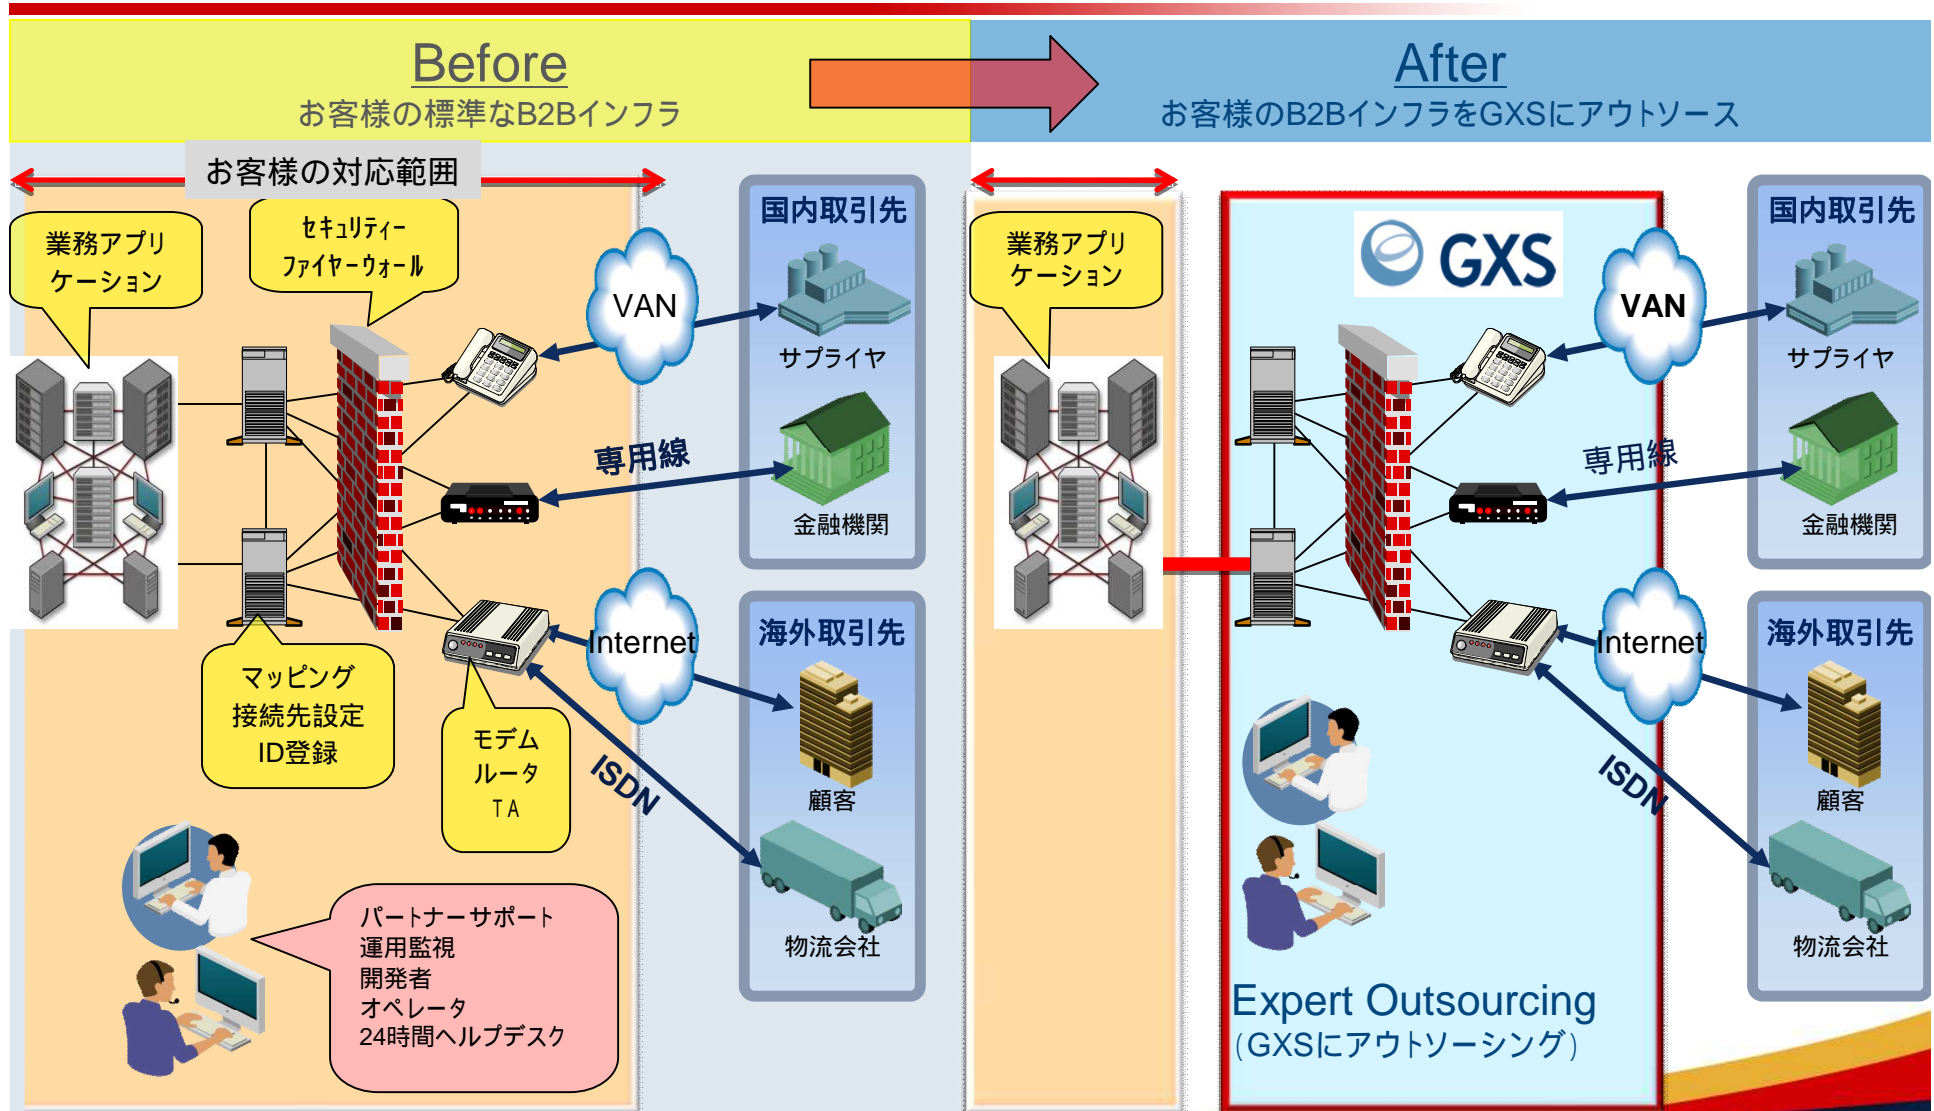 Before
お客様の標準なB2Bインフラ
After
お客様のB2BインフラをGXSにアウトソース
お客様の対応範囲
業務アプリ
ケーション
セキュリティー
ファイヤーウォール
VAN
専用線
Internet
ISDN
マッピング
接続先設定
ID登録
モデム
ルータ
TA
パートナーサポート
運用監視
開発者
オペレータ
24時間ヘルプデスク
国内取引先
サプライヤ
金融機関
海外取引先
顧客
物流会社
業務アプリ
ケーション
GXS
VAN
専用線
Internet
ISDN
Expert Outsourcing
(GXSにアウトソーシング)
国内取引先
サプライヤ
金融機関
海外取引先
顧客
物流会社